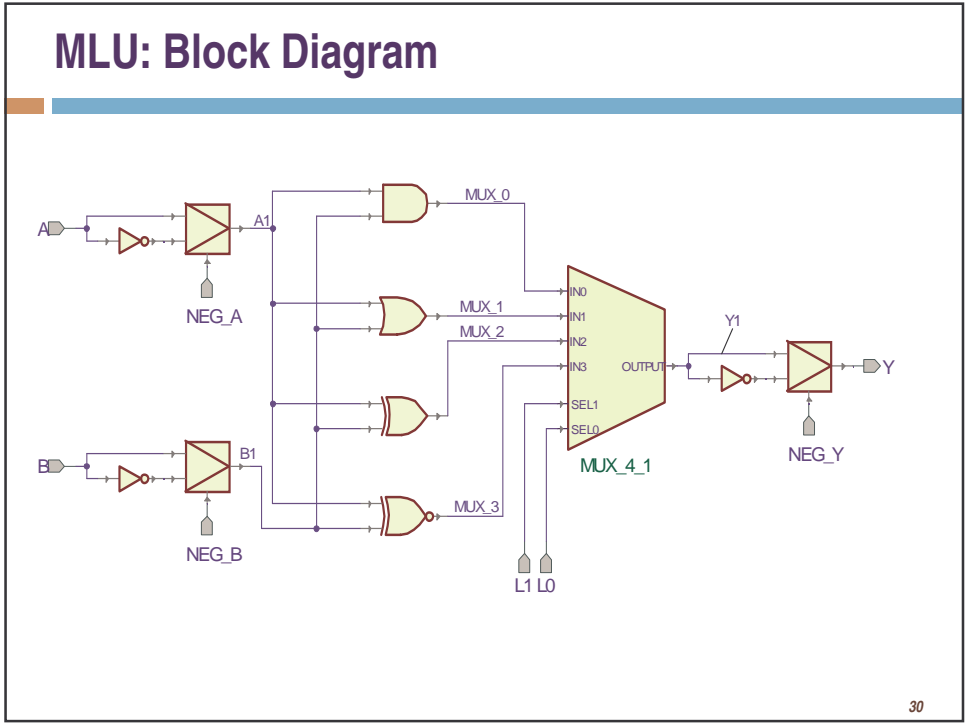 MLU: Block Diagram
MUX_0
A
A1
NEG_A
IN0
MUX_1
IN1
Y1
MUX_2
IN2
IN3
OUTPUT
Y
SEL1
SEL0
B
B1
MUX_4_1
NEG_Y
MUX_3
NEG_B
L1 L0
30